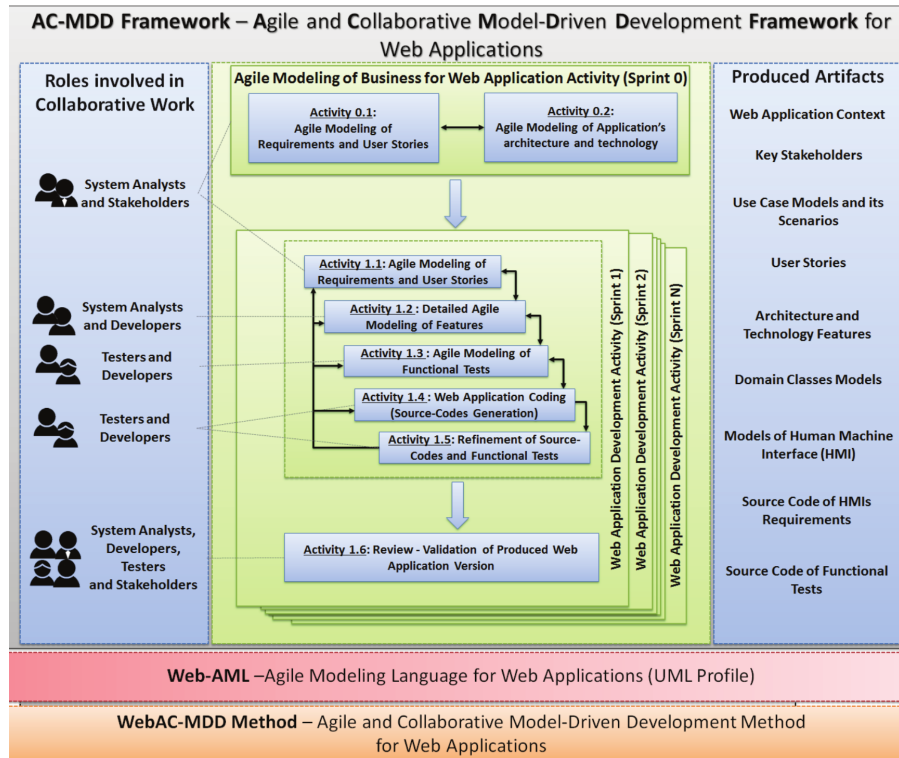 AC-MDD Framework – Agile and Collaborative Model-Driven Development Framework for
Web Applications
Roles involved in
Collaborative Work
System Analysts
and Stakeholders
System Analysts
and Developers
Testers and
Developers
Testers and
Developers
System Analysts,
Developers,
Testers
and Stakeholders
Agile Modeling of Business for Web Application Activity (Sprint 0)
Activity 0.1:
Agile Modeling of
Requirements and User Stories
Activity 0.2:
Agile Modeling of Application's
architecture and technology
Activity 1.1: Agile Modeling of
Requirements and User Stories
Activity 1.2 : Detailed Agile
Modeling of Features
Activity 1.3 : Agile Modeling of
Functional Tests
Activity 1.4 : Web Application Coding
(Source-Codes Generation)
Activity 1.5: Refinement of Source-
Codes and Functional Tests
Activity 1.6: Review - Validation of Produced Web
Application Version
Web Application Development Activity (Sprint 1)
Web Application Development Activity (Sprint 2)
Web Application Development Activity (Sprint N)
Produced Artifacts
Web Application Context
Key Stakeholders
Use Case Models and its
Scenarios
User Stories
Architecture and
Technology Features
Domain Classes Models
Models of Human Machine
Interface (HMI)
Source Code of HMIs
Requirements
Source Code of Functional
Tests
Web-AML –Agile Modeling Language for Web Applications (UML Profile)
WebAC-MDD Method – Agile and Collaborative Model-Driven Development Method
for Web Applications